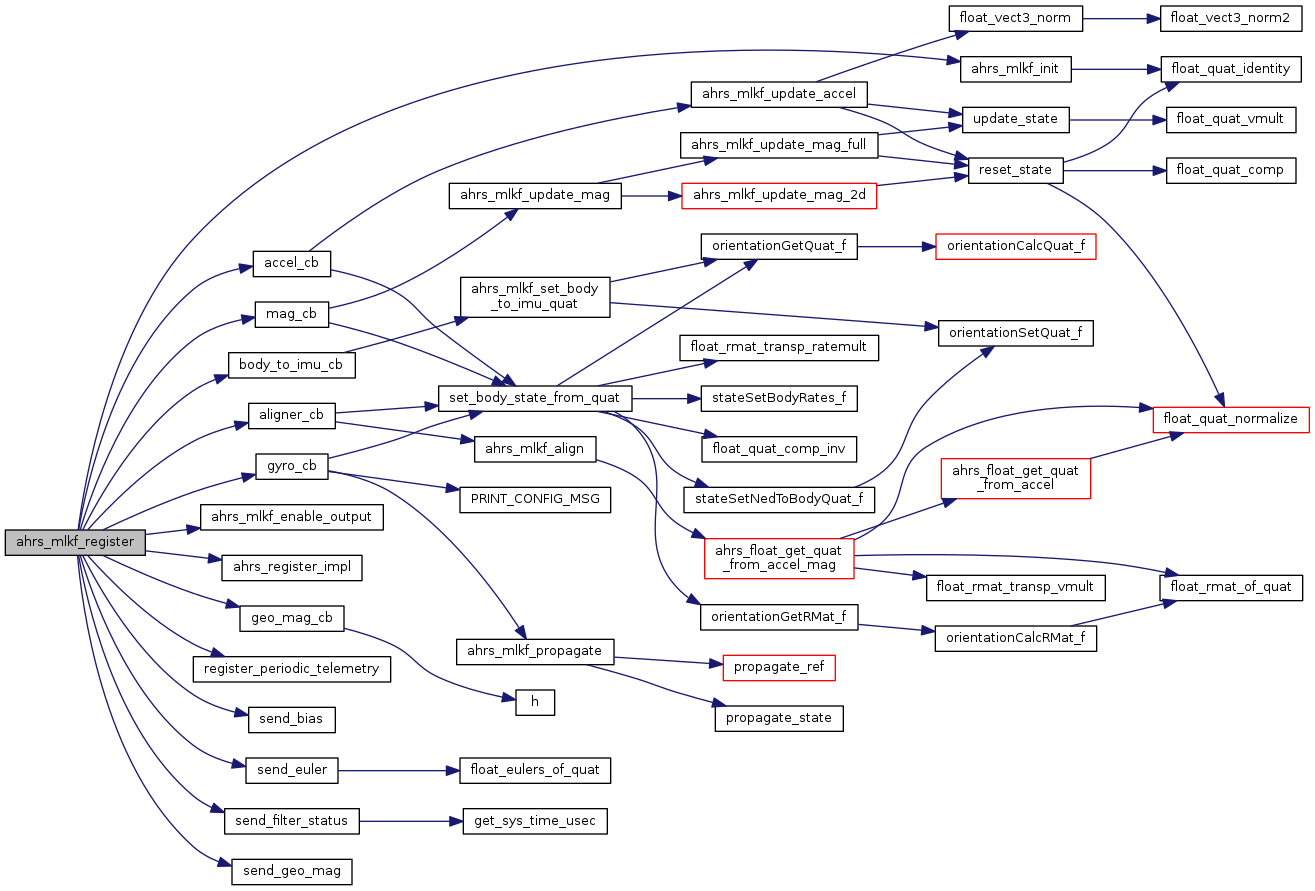 float_vect3_norm
float_vect3_norm2
ahrs_mlkf_init
float_quat_identity
ahrs_mlkf_update_accel
update_state
float_quat_vmult
ahrs_mlkf_update_mag_full
reset_state
float_quat_comp
ahrs_mlkf_update_mag
ahrs_mlkf_update_mag_2d
orientationGetQuat_f
orientationCalcQuat_f
accel_cb
ahrs_mlkf_set_body
_to_imu_quat
mag_cb
orientationSetQuat_f
float_rmat_transp_ratemult
body_to_imu_cb
set_body_state_from_quat
stateSetBodyRates_f
aligner_cb
float_quat_normalize
ahrs_mlkf_align
float_quat_comp_inv
gyro_cb
ahrs_float_get_quat
_from_accel
PRINT_CONFIG_MSG
stateSetNedToBodyQuat_f
ahrs_mlkf_enable_output
ahrs_mlkf_register
ahrs_float_get_quat
_from_accel_mag
ahrs_register_impl
float_rmat_transp_vmult
float_rmat_of_quat
geo_mag_cb
orientationGetRMat_f
orientationCalcRMat_f
ahrs_mlkf_propagate
register_periodic_telemetry
propagate_ref
h
send_bias
propagate_state
send_euler
float_eulers_of_quat
send_filter_status
get_sys_time_usec
send_geo_mag